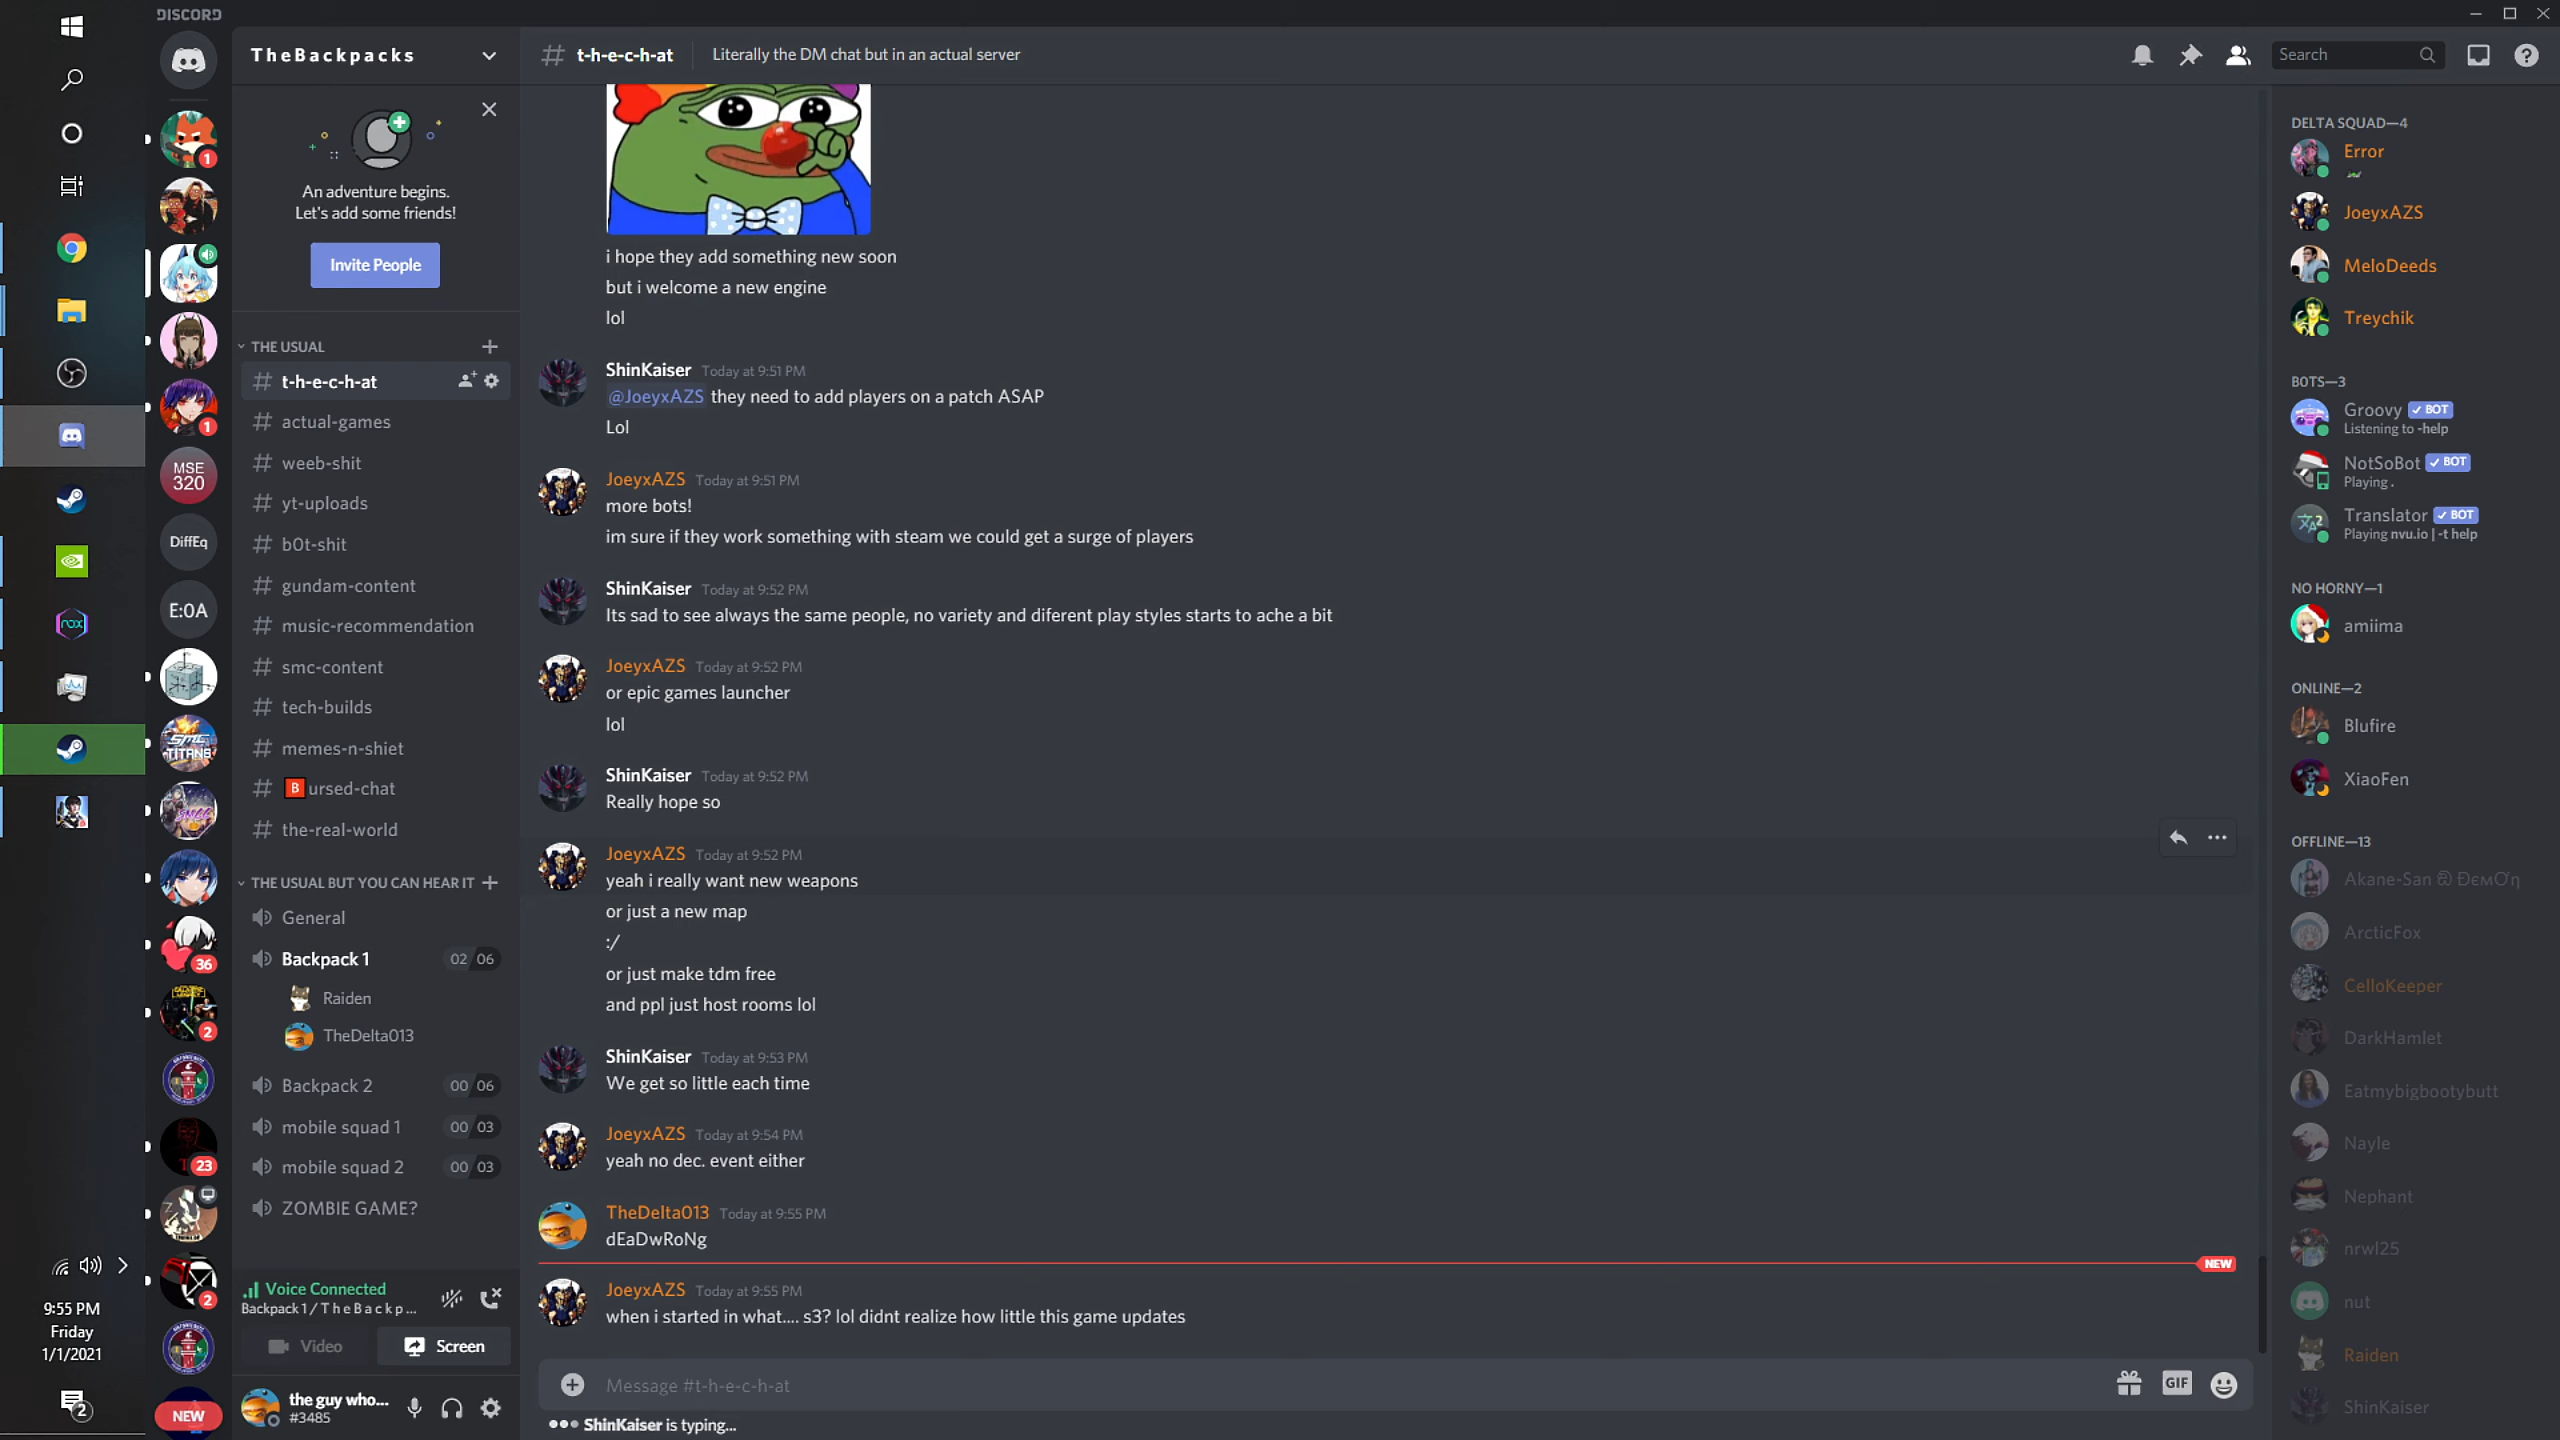 DISCORD
TheBackpacks
t-h-e-c-h-at
Literally the DM chat but in an actual server
Search
An adventure begins.
Let's add some friends!
Invite People
THE USUAL
t-h-e-c-h-at
actual-games
weeb-shit
yt-uploads
b0t-shit
gundam-content
music-recommendation
smc-content
tech-builds
memes-n-shiet
B ursed-chat
the-real-world
THE USUAL BUT YOU CAN HEAR IT
General
Backpack 1 02 06
Raiden
TheDelta013
Backpack 2 00 06
mobile squad 1 00 03
mobile squad 2 00 03
ZOMBIE GAME?
Voice Connected
Backpack1/TheBackp...
Video
Screen
the guy who...
#3485
1
1
MSE
320
DiffEq
E:0A
SMC
TITANS
36
2
23
2
NEW
nox
9:55 PM
Friday
1/1/2021
2
i hope they add something new soon
but i welcome a new engine
lol
ShinKaiser Today at 9:51 PM
@JoeyxAZS they need to add players on a patch ASAP
Lol
JoeyxAZS Today at 9:51 PM
more bots!
im sure if they work something with steam we could get a surge of players
ShinKaiser Today at 9:52 PM
Its sad to see always the same people, no variety and diferent play styles starts to ache a bit
JoeyxAZS Today at 9:52 PM
or epic games launcher
lol
ShinKaiser Today at 9:52 PM
Really hope so
JoeyxAZS Today at 9:52 PM
yeah i really want new weapons
or just a new map
:/
or just make tdm free
and ppl just host rooms lol
ShinKaiser Today at 9:53 PM
We get so little each time
JoeyxAZS Today at 9:54 PM
yeah no dec. event either
TheDelta013 Today at 9:55 PM
dEaDwRoNg
NEW
JoeyxAZS Today at 9:55 PM
when i started in what.... s3? lol didnt realize how little this game updates
Message #t-h-e-c-h-at
GIF
ShinKaiser is typing...
DELTA SQUAD—4
Error
JoeyxAZS
MeloDeeds
Treychik
B0TS—3
Groovy BOT
Listening to -help
NotSoBot BOT
Playing .
Translator BOT
Playing nvu.io | -t help
NO HORNY—1
amiima
ONLINE—2
Blufire
XiaoFen
OFFLINE—13
Akane-San
ArcticFox
CelloKeeper
DarkHamlet
Eatmybigbootybutt
Nayle
Nephant
nrwl25
nut
Raiden
ShinKaiser